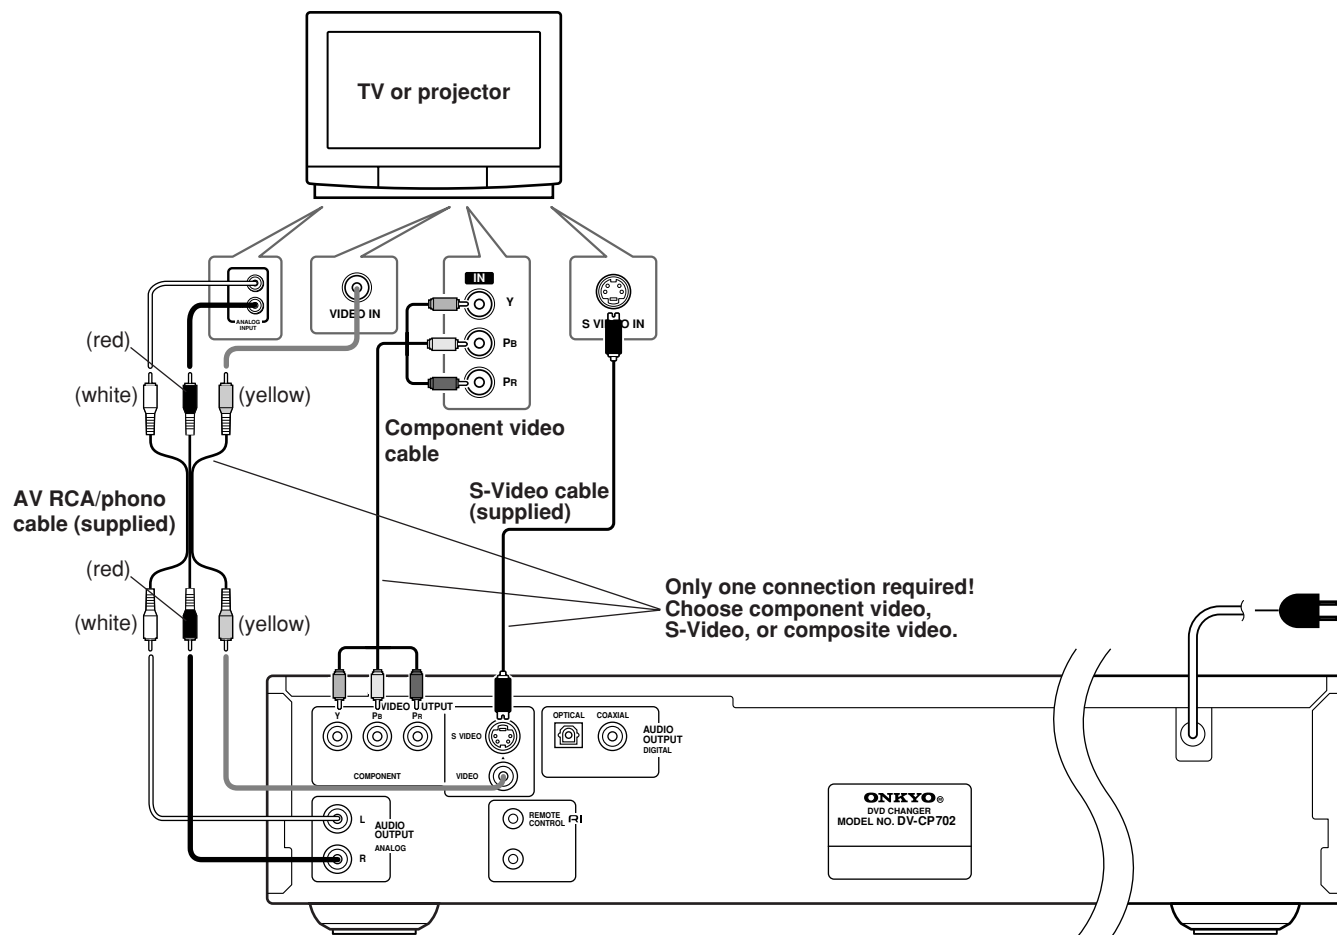 TV or projector
ANALOG
INPUT
VIDEO IN
IN
Y
PB
PR
S VIDEO IN
(red)
(white)
(yellow)
Component video
cable
S-Video cable
(supplied)
AV RCA/phono
cable (supplied)
(red)
(white)
(yellow)
Only one connection required!
Choose component video,
S-Video, or composite video.
VIDEO OUTPUT
Y
PB
PR
COMPONENT
S VIDEO
VIDEO
OPTICAL
COAXIAL
AUDIO
OUTPUT
DIGITAL
L
R
AUDIO
OUTPUT
ANALOG
REMOTE
CONTROL
RI
ONKYO®
DVD CHANGER
MODEL NO. DV-CP702